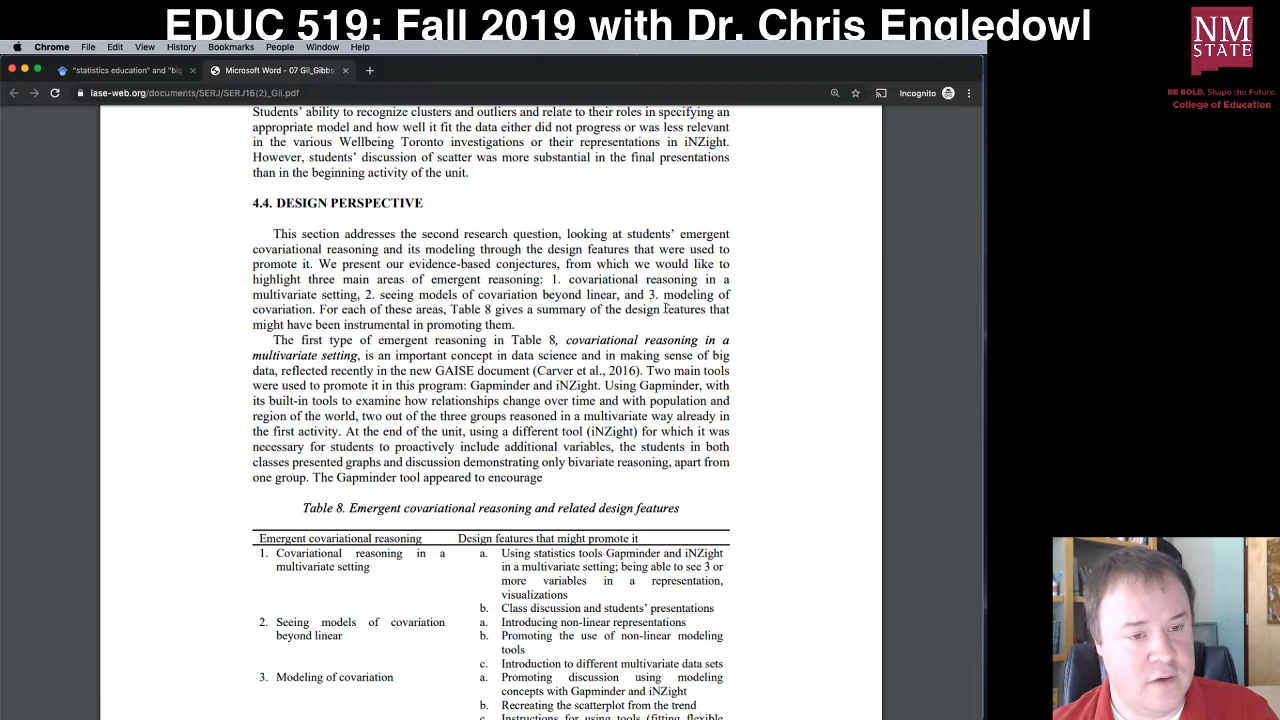 EDUC 519: Fall 2019 with Dr. Chris Engledowl
NM
STATE
BE BOLD. Shape the Future.
College of Education
Chrome File Edit View History Bookmarks People Window Help
"statistics education" and "big
Microsoft Word - 07 Gil_Gibbs
iase-web.org/documents/SERJ/SERJ16(2)_Gil.pdf
Incognito
Students' ability to recognize clusters and outliers and relate to their roles in specifying an
appropriate model and how well it fit the data either did not progress or was less relevant
in the various Wellbeing Toronto investigations or their representations in iNZight.
However, students' discussion of scatter was more substantial in the final presentations
than in the beginning activity of the unit.
4.4. DESIGN PERSPECTIVE
This section addresses the second research question, looking at students' emergent
covariational reasoning and its modeling through the design features that were used to
promote it. We present our evidence-based conjectures, from which we would like to
highlight three main areas of emergent reasoning: 1. covariational reasoning in a
multivariate setting, 2. seeing models of covariation beyond linear, and 3. modeling of
covariation. For each of these areas, Table 8 gives a summary of the design features that
might have been instrumental in promoting them.
The first type of emergent reasoning in Table 8, covariational reasoning in a
multivariate setting, is an important concept in data science and in making sense of big
data, reflected recently in the new GAISE document (Carver et al., 2016). Two main tools
were used to promote it in this program: Gapminder and iNZight. Using Gapminder, with
its built-in tools to examine how relationships change over time and with population and
region of the world, two out of the three groups reasoned in a multivariate way already in
the first activity. At the end of the unit, using a different tool (iNZight) for which it was
necessary for students to proactively include additional variables, the students in both
classes presented graphs and discussion demonstrating only bivariate reasoning, apart from
one group. The Gapminder tool appeared to encourage
Table 8. Emergent covariational reasoning and related design features
Emergent covariational reasoning Design features that might promote it
1. Covariational reasoning in a
multivariate setting
a. Using statistics tools Gapminder and iNZight
in a multivariate setting; being able to see 3 or
more variables in a representation,
visualizations
b. Class discussion and students' presentations
2. Seeing models of covariation
beyond linear
a. Introducing non-linear representations
b. Promoting the use of non-linear modeling
tools
c. Introduction to different multivariate data sets
3. Modeling of covariation
a. Promoting discussion using modeling
concepts with Gapminder and iNZight
b. Recreating the scatterplot from the trend
c. Instructions for using tools (fitting flexible